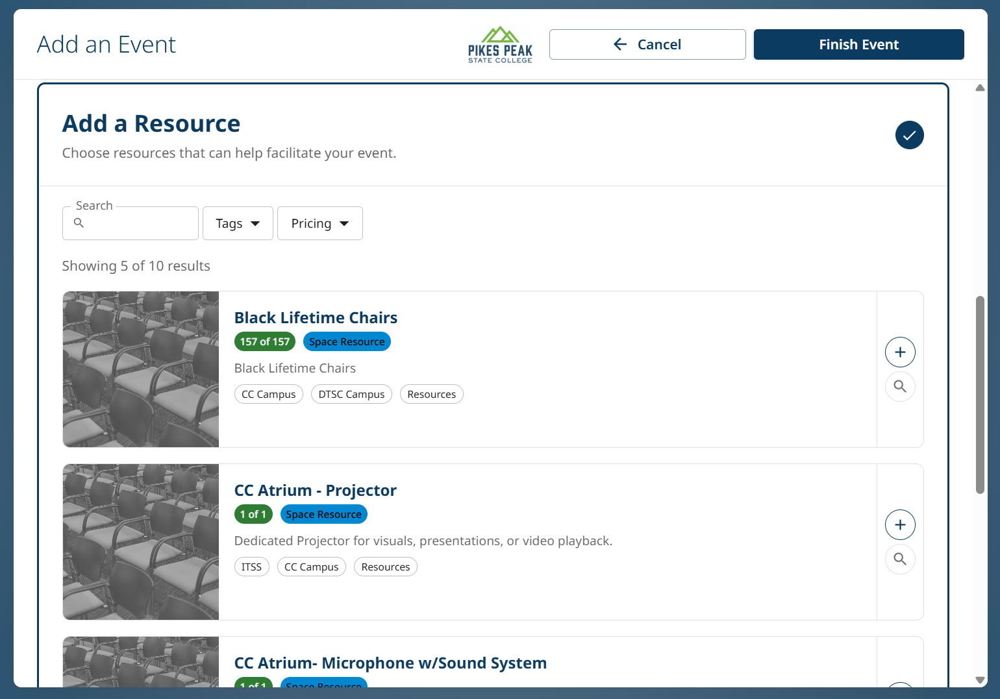 Add an Event
PIKES PEAK
STATE COLLEGE
Cancel
Finish Event
Add a Resource
Choose resources that can help facilitate your event.
Search
Tags
Pricing
Showing 5 of 10 results
Black Lifetime Chairs
157 of 157
Space Resource
Black Lifetime Chairs
CC Campus
DTSC Campus
Resources
CC Atrium - Projector
1 of 1
Space Resource
Dedicated Projector for visuals, presentations, or video playback.
ITSS
CC Campus
Resources
CC Atrium- Microphone w/Sound System
1 of 1
Space Resource